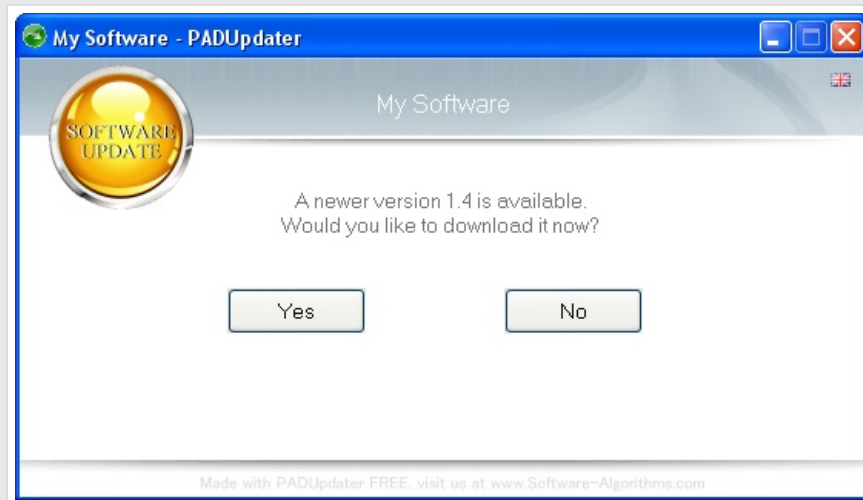 My Software - PADUpdater
My Software
SOFTWARE
UPDATE
A newer version 1.4 is available.
Would you like to download it now?
Yes
No
Made with PADUpdater FREE, visit us at www.Software-Algorithms.com